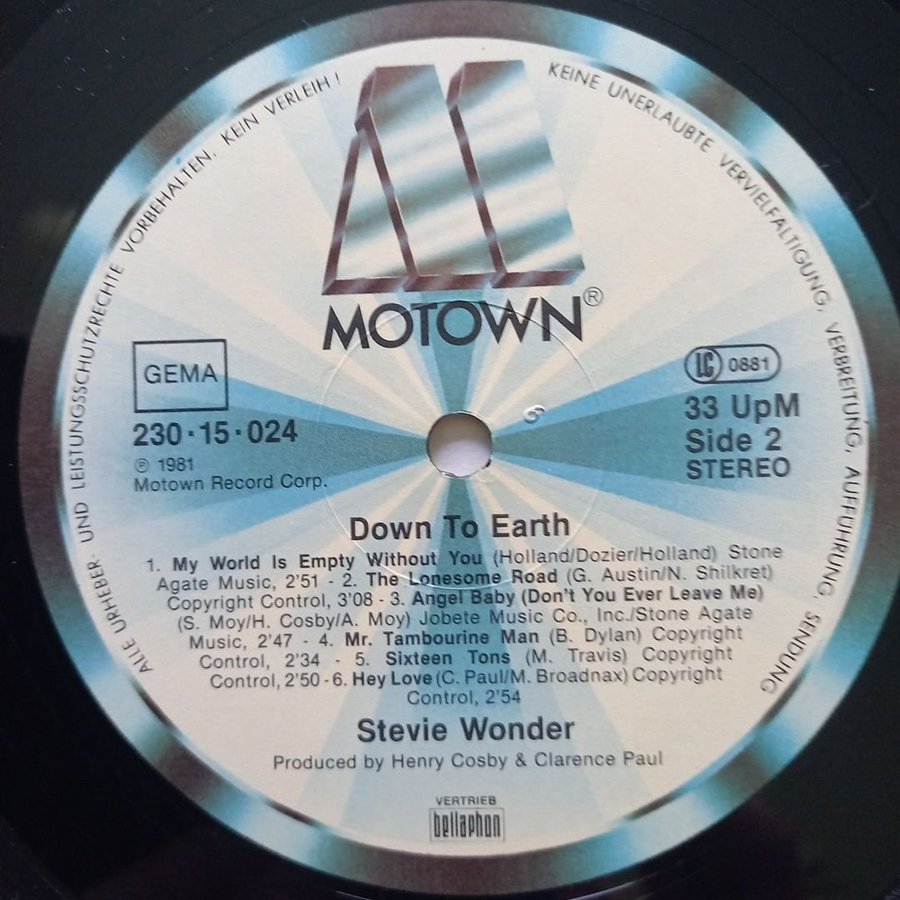 ALLE URHEBER- UND LEISTUNGSSCHUTZRECHTE VORBEHALTEN. KEIN VERLEIH!
KEINE UNERLAUBTE VERVIELFÄLTIGUNG, VERBREITUNG, AUFFÜHRUNG SENDUNG
MOTOWN®
GEMA
230·15·024
℗ 1981
Motown Record Corp.
LC 0881
33 UpM
Side 2
STEREO
Down To Earth
1. My World Is Empty Without You (Holland/Dozier/Holland) Stone
Agate Music, 2'51 - 2. The Lonesome Road (G. Austin/N. Shilkret)
Copyright Control, 3'08 - 3. Angel Baby (Don't You Ever Leave Me)
(S. Moy/H. Cosby/A. Moy) Jobete Music Co., Inc./Stone Agate
Music, 2'47 - 4. Mr. Tambourine Man (B. Dylan) Copyright
Control, 2'34 - 5. Sixteen Tons (M. Travis) Copyright
Control, 2'50 - 6. Hey Love (C. Paul/M. Broadnax) Copyright
Control, 2'54
Stevie Wonder
Produced by Henry Cosby & Clarence Paul
VERTRIEB
bellaphon